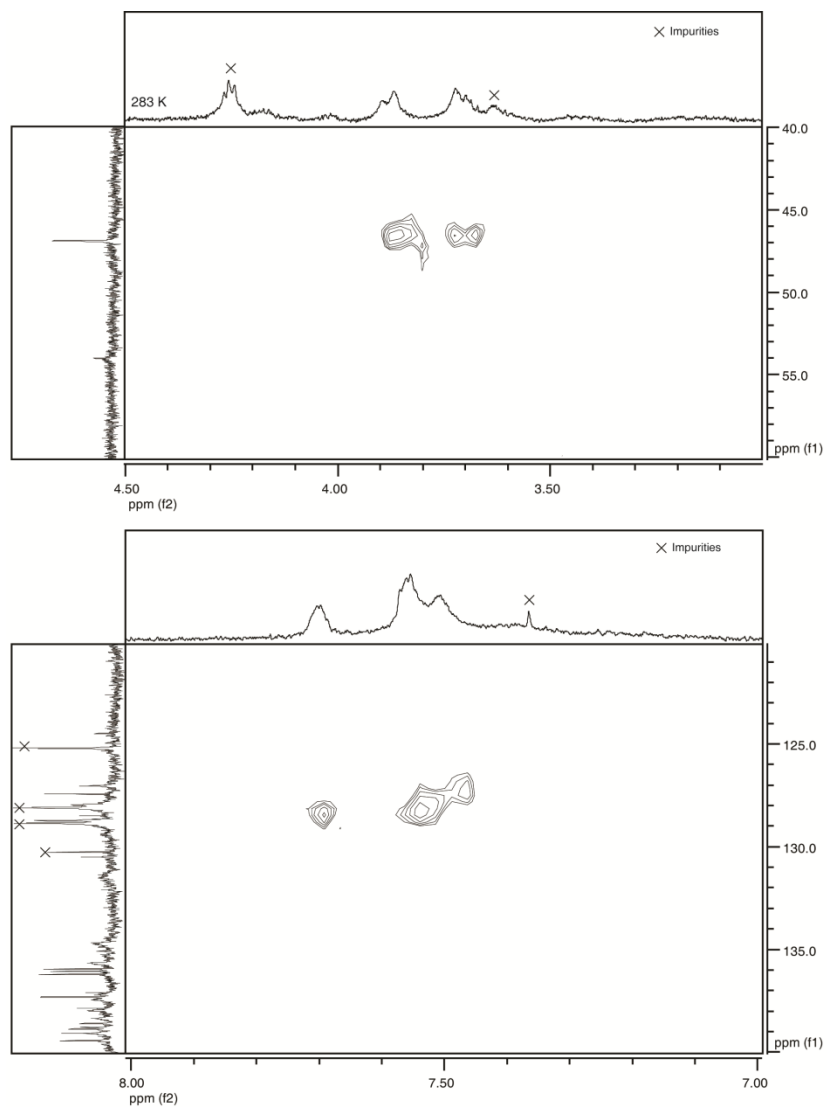 × Impurities
×
283 K
×
40.0
45.0
50.0
55.0
ppm (f1)
4.50
4.00
3.50
ppm (f2)
× Impurities
×
×
125.0
×
×
×
130.0
135.0
ppm (f1)
8.00
7.50
7.00
ppm (f2)